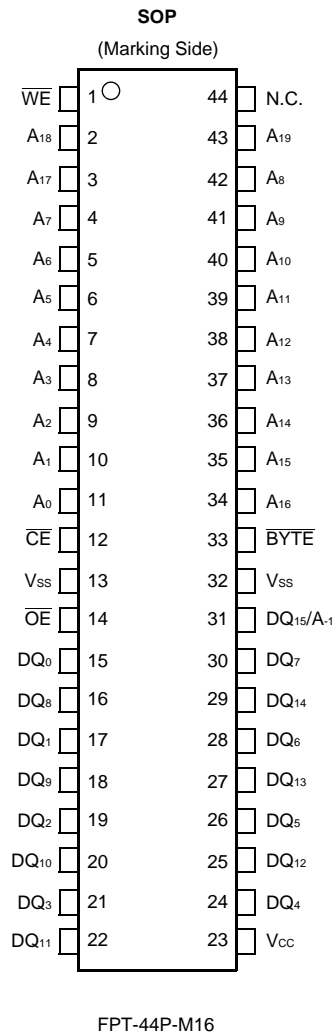 SOP
(Marking Side)
W̅E̅ 1 44 N.C.
A18 2 43 A19
A17 3 42 A8
A7 4 41 A9
A6 5 40 A10
A5 6 39 A11
A4 7 38 A12
A3 8 37 A13
A2 9 36 A14
A1 10 35 A15
A0 11 34 A16
C̅E̅ 12 33 B̅Y̅T̅E̅
VSS 13 32 VSS
O̅E̅ 14 31 DQ15/A-1
DQ0 15 30 DQ7
DQ8 16 29 DQ14
DQ1 17 28 DQ6
DQ9 18 27 DQ13
DQ2 19 26 DQ5
DQ10 20 25 DQ12
DQ3 21 24 DQ4
DQ11 22 23 VCC
FPT-44P-M16